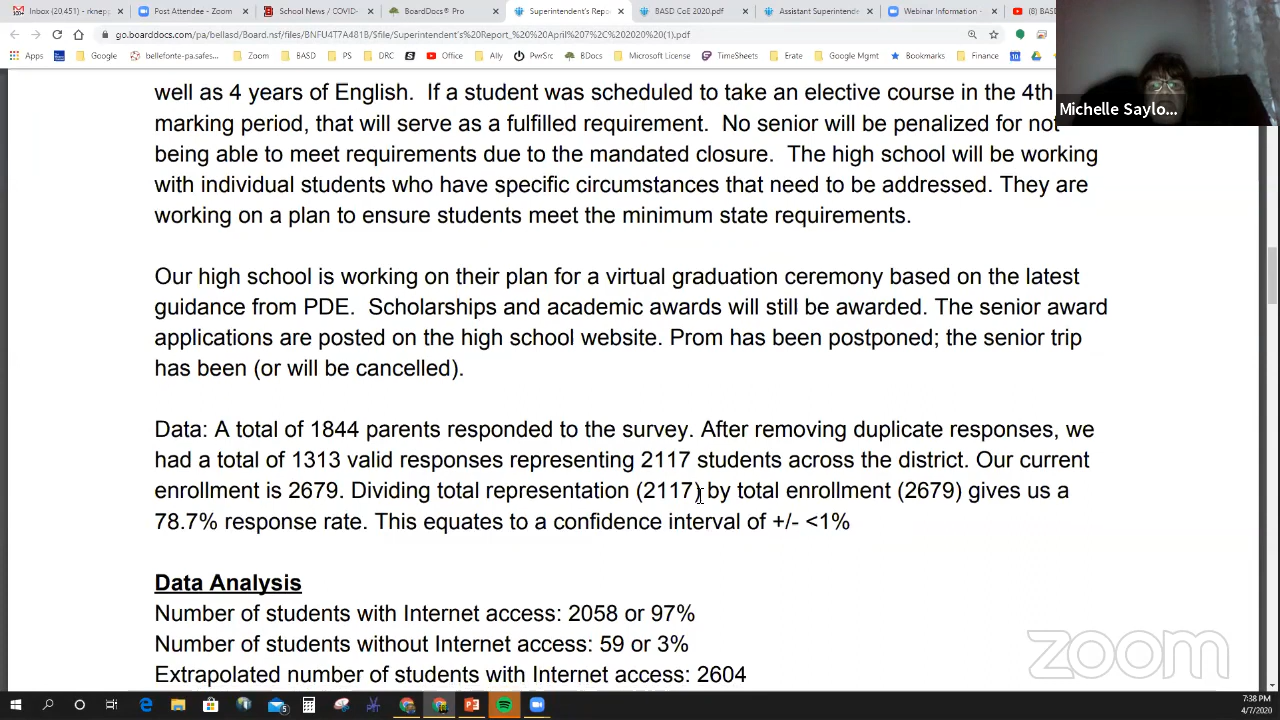 Inbox (20,451) - rknepp
Post Attendee - Zoom
School News / COVID-
BoardDocs® Pro
Superintendent's Repo
BASD CoE 2020.pdf
Assistant Superintende
Webinar Information -
(8) BASD
go.boarddocs.com/pa/bellasd/Board.nsf/files/BNFU4T7A481B/$file/Superintendent's%20Report_%20%20April%207%2C%202020%20(1).pdf
Apps
Google
bellefonte-pa.safes...
Zoom
BASD
PS
DRC
Office
Ally
PwrSrc
BDocs
Microsoft License
TimeSheets
Erate
Google Mgmt
Bookmarks
Finances
Michelle Saylo...
well as 4 years of English. If a student was scheduled to take an elective course in the 4th
marking period, that will serve as a fulfilled requirement. No senior will be penalized for not
being able to meet requirements due to the mandated closure. The high school will be working
with individual students who have specific circumstances that need to be addressed. They are
working on a plan to ensure students meet the minimum state requirements.
Our high school is working on their plan for a virtual graduation ceremony based on the latest
guidance from PDE. Scholarships and academic awards will still be awarded. The senior award
applications are posted on the high school website. Prom has been postponed; the senior trip
has been (or will be cancelled).
Data: A total of 1844 parents responded to the survey. After removing duplicate responses, we
had a total of 1313 valid responses representing 2117 students across the district. Our current
enrollment is 2679. Dividing total representation (2117) by total enrollment (2679) gives us a
78.7% response rate. This equates to a confidence interval of +/- <1%
Data Analysis
Number of students with Internet access: 2058 or 97%
Number of students without Internet access: 59 or 3%
Extrapolated number of students with Internet access: 2604
zoom
7:38 PM
4/7/2020